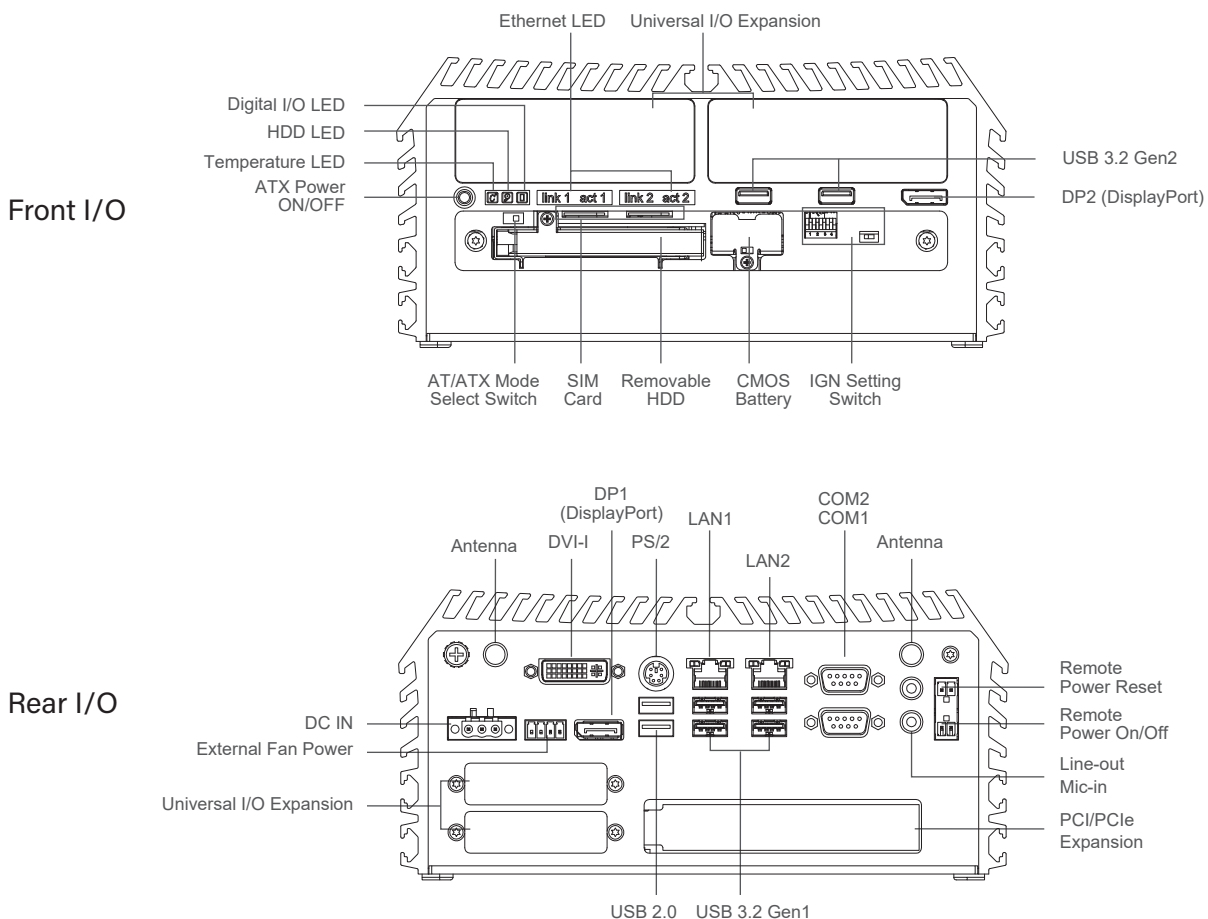 Ethernet LED
Universal I/O Expansion
Digital I/O LED
HDD LED
Temperature LED
ATX Power
ON/OFF
USB 3.2 Gen2
DP2 (DisplayPort)
Front I/O
link 1 act 1
link 2 act 2
1 2 3 4
AT/ATX Mode
Select Switch
SIM
Card
Removable
HDD
CMOS
Battery
IGN Setting
Switch
DP1
(DisplayPort)
Antenna
DVI-I
PS/2
LAN1
LAN2
COM2
COM1
Antenna
Rear I/O
DC IN
External Fan Power
Universal I/O Expansion
Remote
Power Reset
Remote
Power On/Off
Line-out
Mic-in
PCI/PCIe
Expansion
USB 2.0
USB 3.2 Gen1